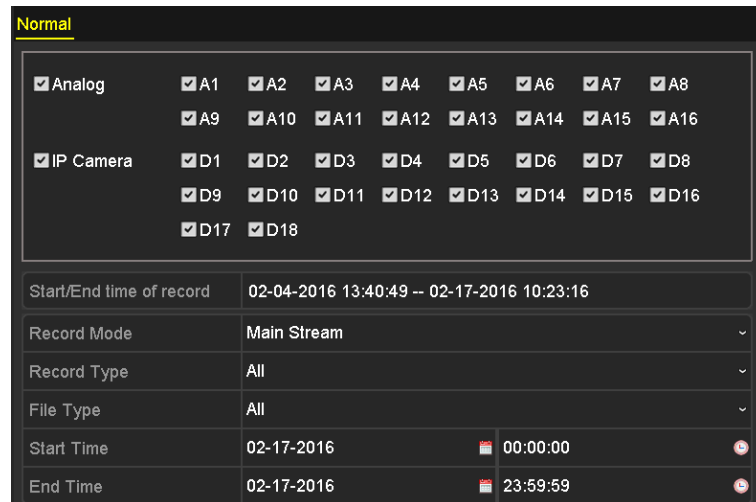 Normal
Analog A1 A2 A3 A4 A5 A6 A7 A8
A9 A10 A11 A12 A13 A14 A15 A16
IP Camera D1 D2 D3 D4 D5 D6 D7 D8
D9 D10 D11 D12 D13 D14 D15 D16
D17 D18
Start/End time of record 02-04-2016 13:40:49 -- 02-17-2016 10:23:16
Record Mode Main Stream
Record Type All
File Type All
Start Time 02-17-2016 00:00:00
End Time 02-17-2016 23:59:59